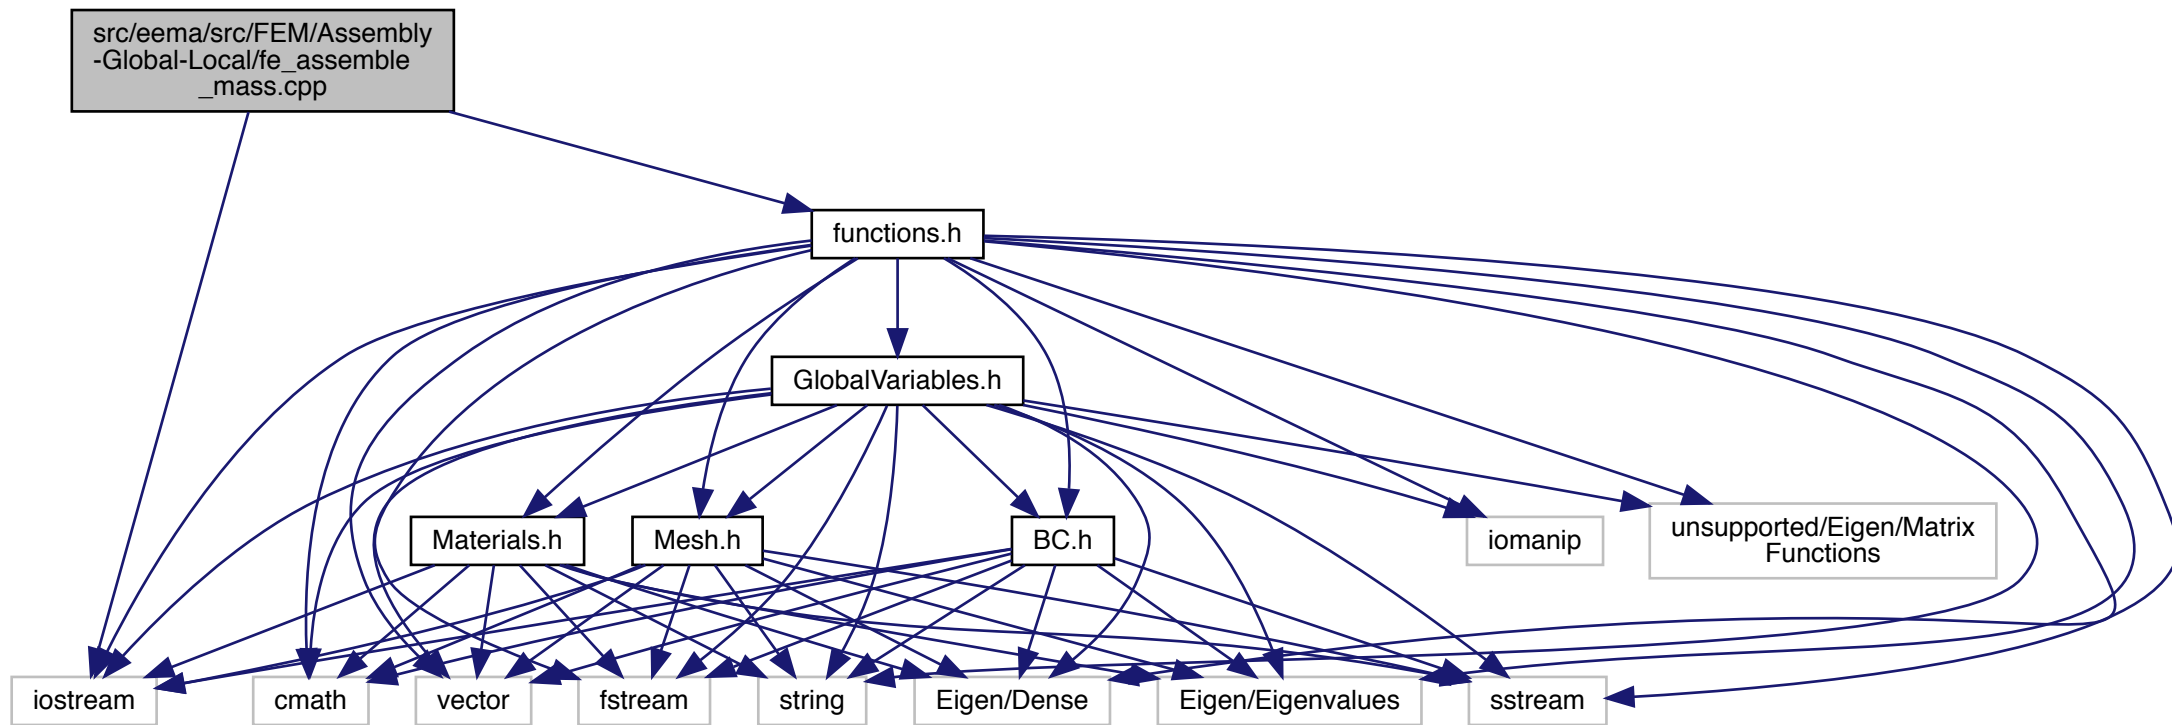 src/eema/src/FEM/Assembly
-Global-Local/fe_assemble
_mass.cpp
functions.h
GlobalVariables.h
Materials.h
Mesh.h
BC.h
iomanip
unsupported/Eigen/Matrix
Functions
iostream
cmath
vector
fstream
string
Eigen/Dense
Eigen/Eigenvalues
sstream